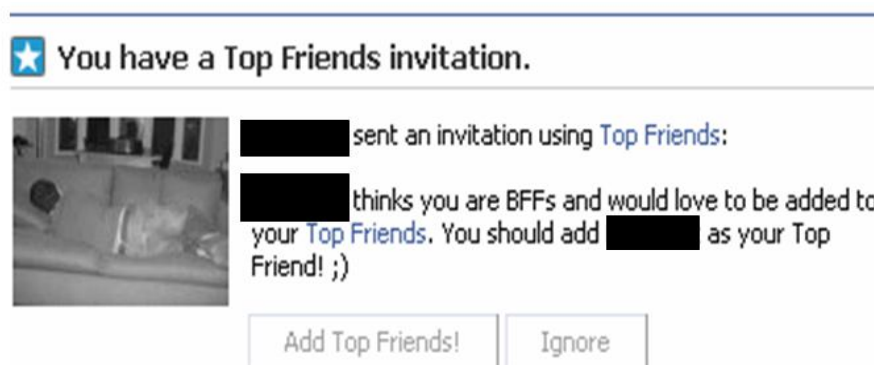 You have a Top Friends invitation.
sent an invitation using Top Friends:
thinks you are BFFs and would love to be added to
your Top Friends. You should add as your Top
Friend! ;)
Add Top Friends!
Ignore